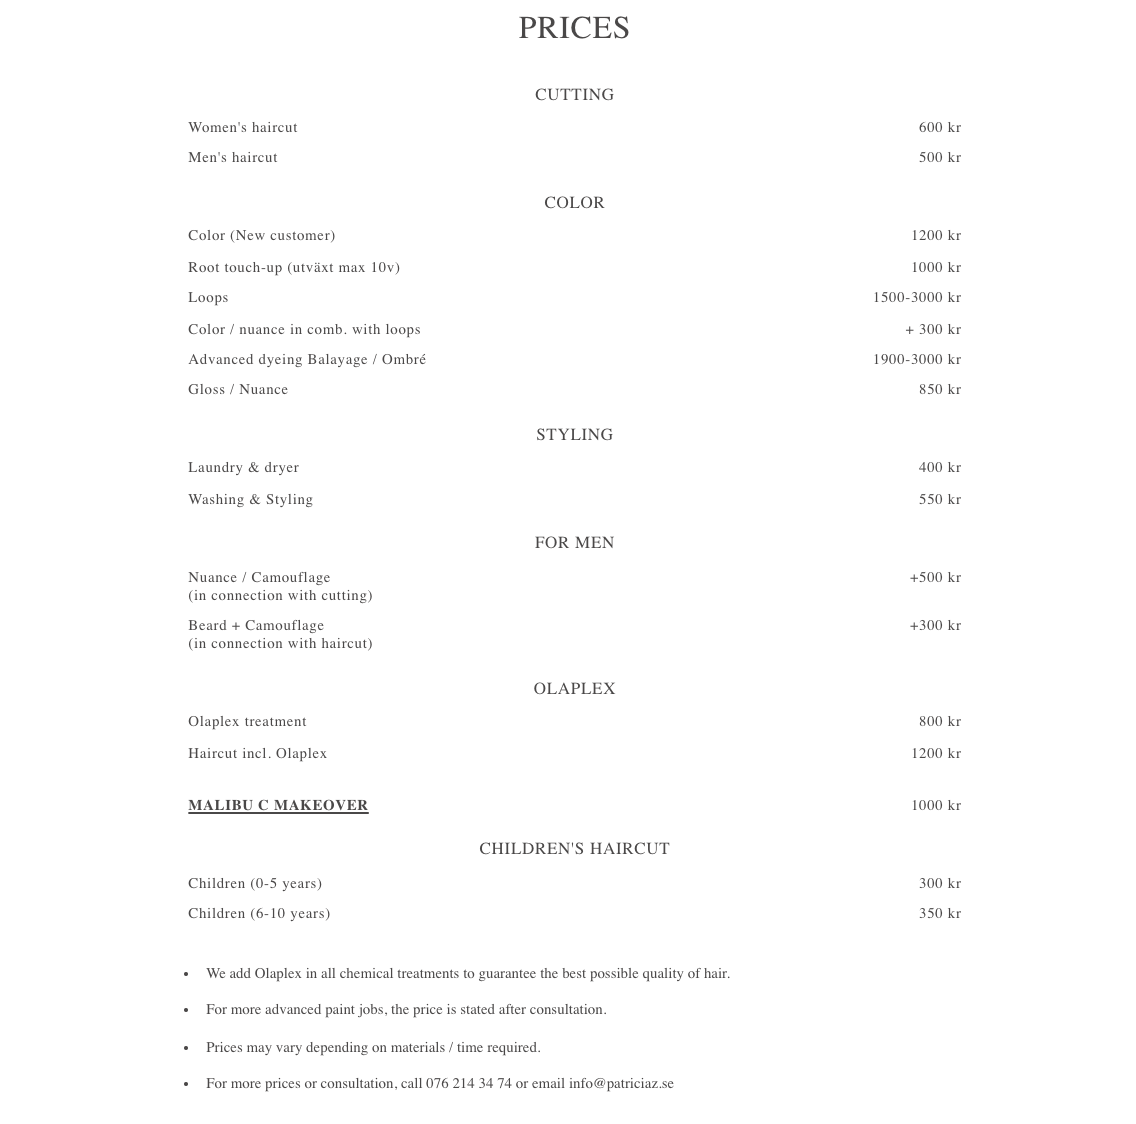 PRICES
CUTTING
Women's haircut 600 kr
Men's haircut 500 kr
COLOR
Color (New customer) 1200 kr
Root touch-up (utväxt max 10v) 1000 kr
Loops 1500-3000 kr
Color / nuance in comb. with loops + 300 kr
Advanced dyeing Balayage / Ombré 1900-3000 kr
Gloss / Nuance 850 kr
STYLING
Laundry & dryer 400 kr
Washing & Styling 550 kr
FOR MEN
Nuance / Camouflage +500 kr
(in connection with cutting)
Beard + Camouflage +300 kr
(in connection with haircut)
OLAPLEX
Olaplex treatment 800 kr
Haircut incl. Olaplex 1200 kr
MALIBU C MAKEOVER 1000 kr
CHILDREN'S HAIRCUT
Children (0-5 years) 300 kr
Children (6-10 years) 350 kr
• We add Olaplex in all chemical treatments to guarantee the best possible quality of hair.
• For more advanced paint jobs, the price is stated after consultation.
• Prices may vary depending on materials / time required.
• For more prices or consultation, call 076 214 34 74 or email info@patriciaz.se